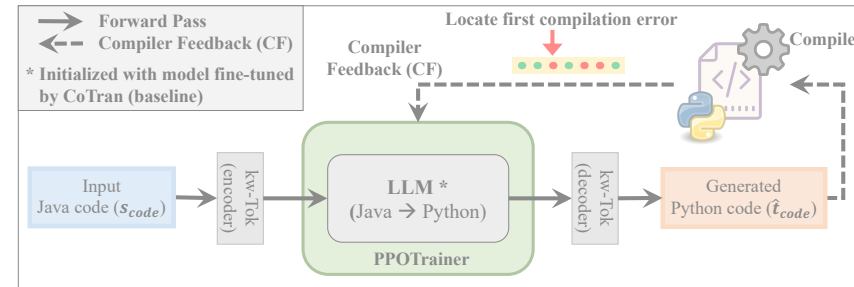 Forward Pass
Compiler Feedback (CF)
* Initialized with model fine-tuned
by CoTran (baseline)
Locate first compilation error
Compiler
Feedback (CF)
</>
Compile
Input
Java code (s_code)
kw-Tok
(encoder)
LLM *
(Java → Python)
PPOTrainer
kw-Tok
(decoder)
Generated
Python code (t̂_code)